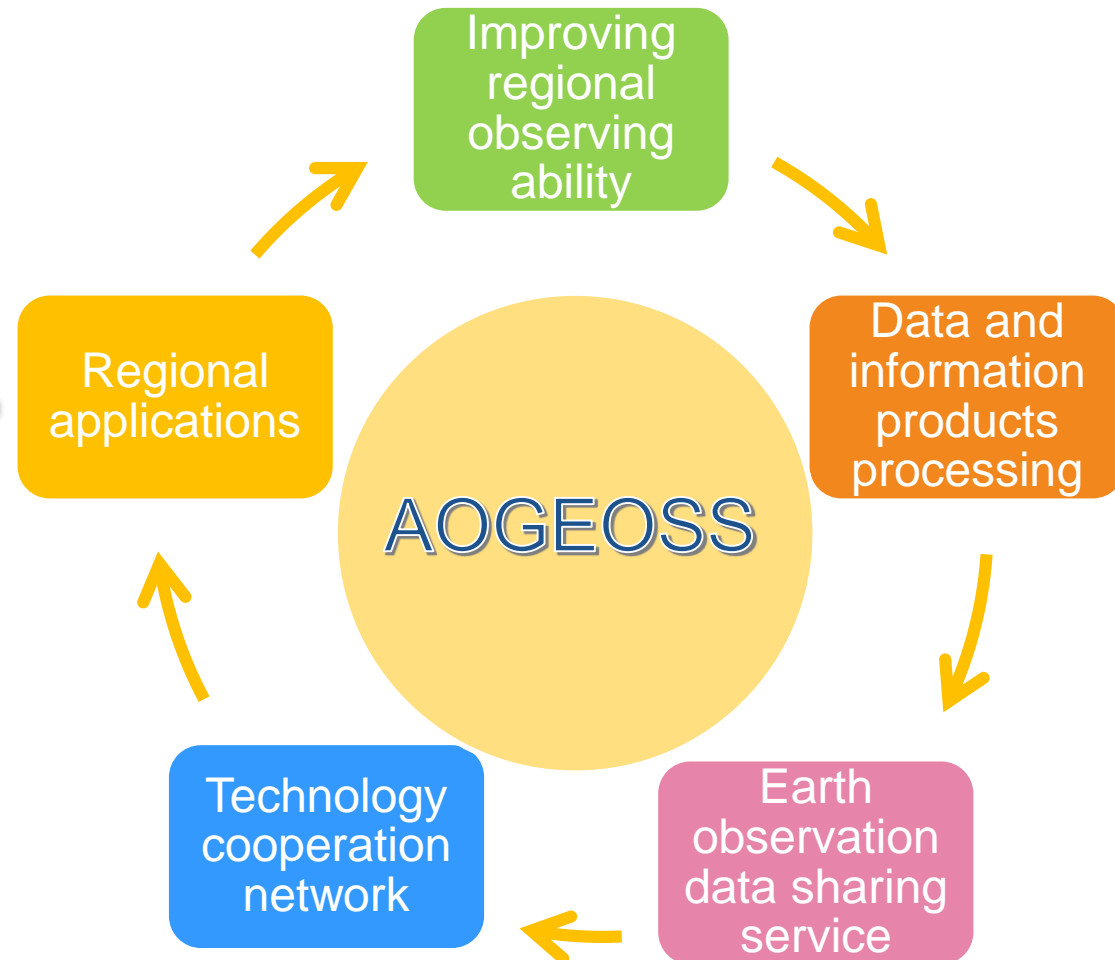 Improving
regional
observing
ability
Data and
information
products
processing
Regional
applications
AOGEOSS
Technology
cooperation
network
Earth
observation
data sharing
service